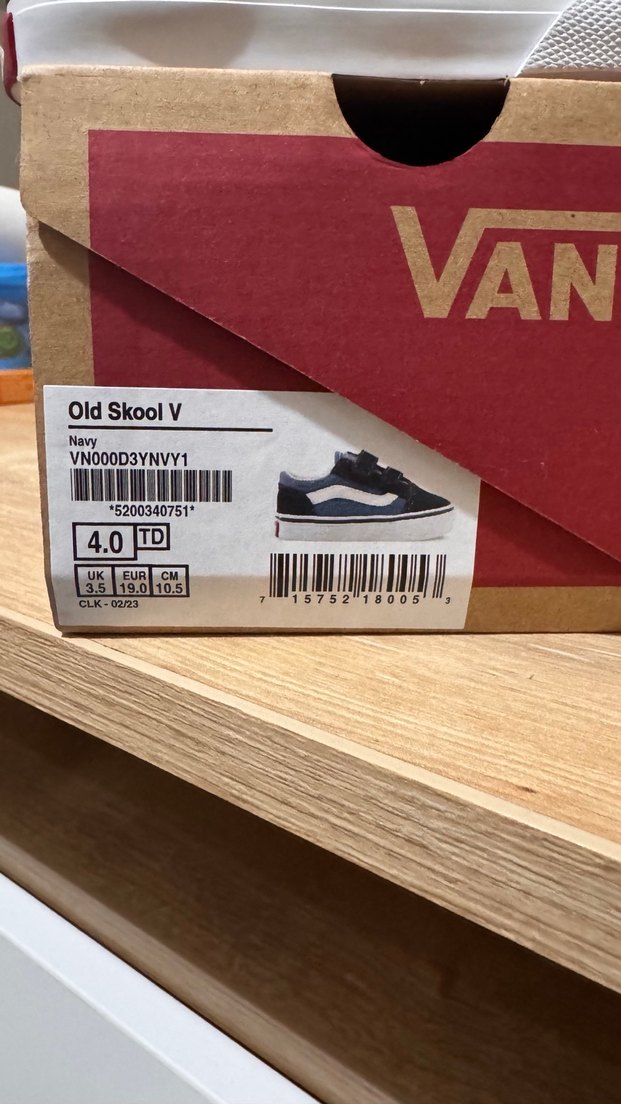 VAN
Old Skool V
Navy
VN000D3YNVY1
*5200340751*
4.0 TD
UK EUR CM
3.5 19.0 10.5
CLK - 02/23
7 15752 18005 3